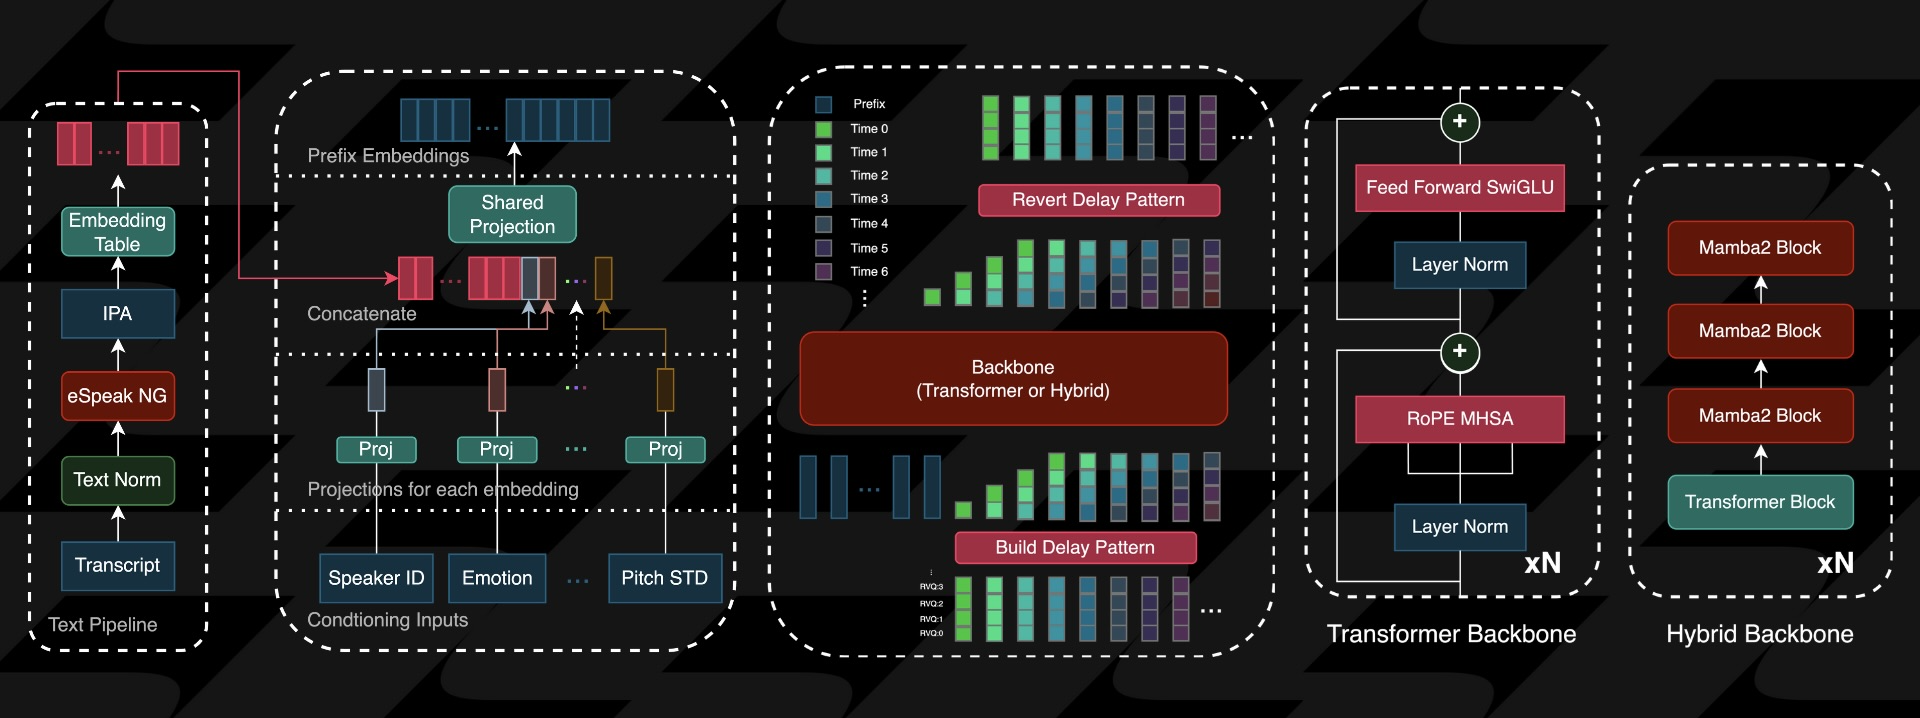 Embedding
Table
IPA
eSpeak NG
Text Norm
Transcript
Text Pipeline
Prefix Embeddings
Shared
Projection
Concatenate
Proj
Proj
Proj
Projections for each embedding
Speaker ID
Emotion
Pitch STD
Condtioning Inputs
Prefix
Time 0
Time 1
Time 2
Time 3
Time 4
Time 5
Time 6
Revert Delay Pattern
Backbone
(Transformer or Hybrid)
Build Delay Pattern
RVQ:3
RVQ:2
RVQ:1
RVQ:0
+
Feed Forward SwiGLU
Layer Norm
+
RoPE MHSA
Layer Norm
xN
Transformer Backbone
Mamba2 Block
Mamba2 Block
Mamba2 Block
Transformer Block
xN
Hybrid Backbone